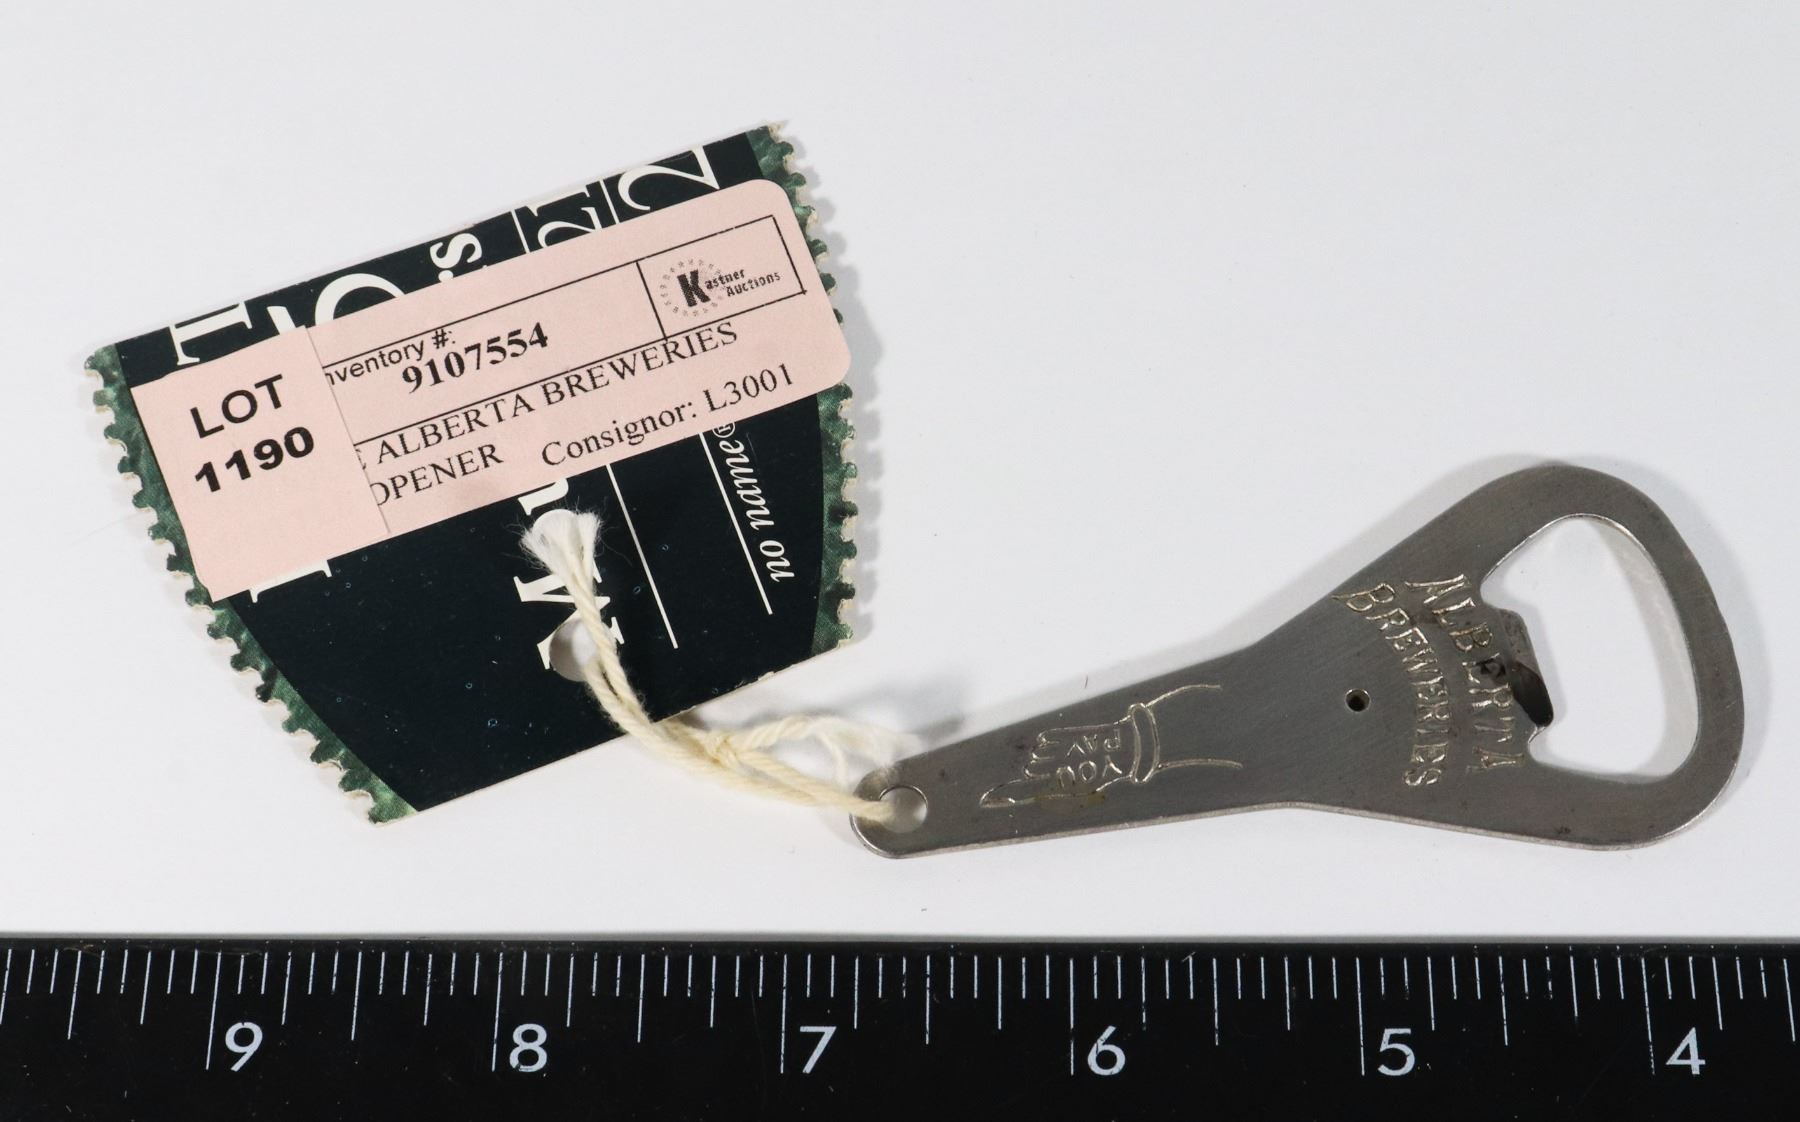 LOT
1190
nventory #:
9107554
Kastner
Auctions
ALBERTA BREWERIES
OPENER Consignor: L3001
no name®
ALBERTA
BREWERIES
YOU
PAY
9 8 7 6 5 4